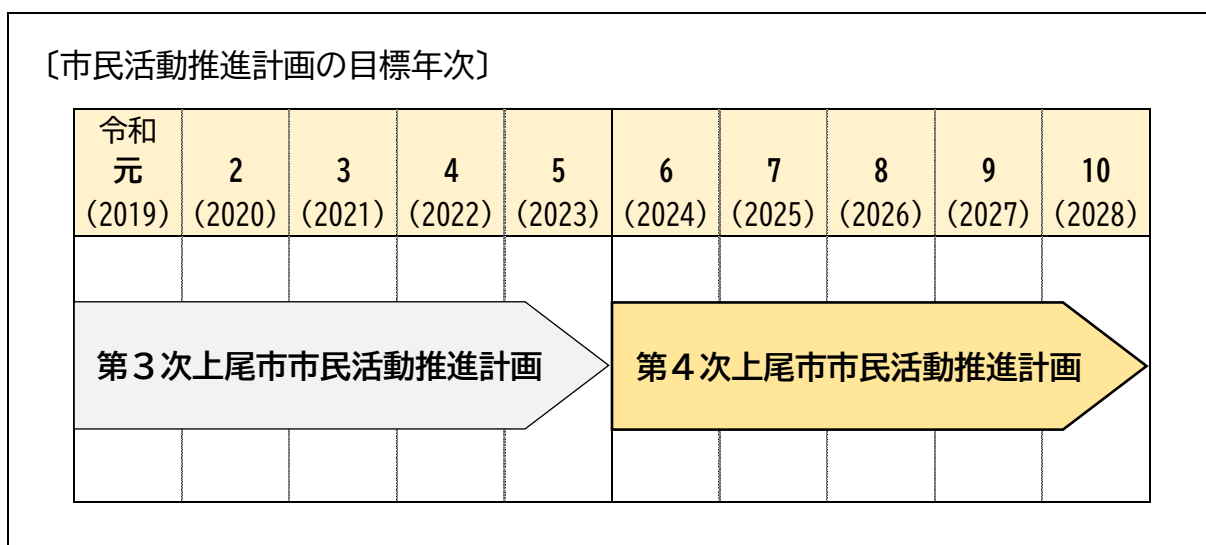 〔市民活動推進計画の目標年次〕
令和
元 2 3 4 5 6 7 8 9 10
(2019) (2020) (2021) (2022) (2023) (2024) (2025) (2026) (2027) (2028)
第3次上尾市市民活動推進計画 第4次上尾市市民活動推進計画